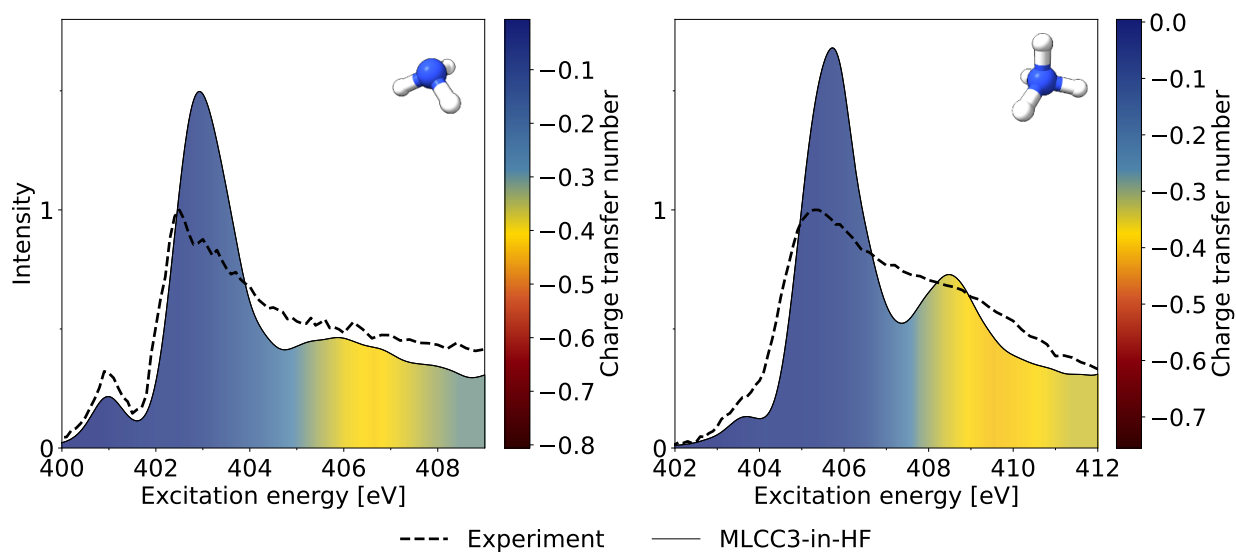 Intensity
1
0
400 402 404 406 408
Excitation energy [eV]
−0.1
−0.2
−0.3
−0.4
−0.5
−0.6
−0.7
−0.8
Charge transfer number
1
0
402 404 406 408 410 412
Excitation energy [eV]
0.0
−0.1
−0.2
−0.3
−0.4
−0.5
−0.6
−0.7
Charge transfer number
Experiment MLCC3-in-HF